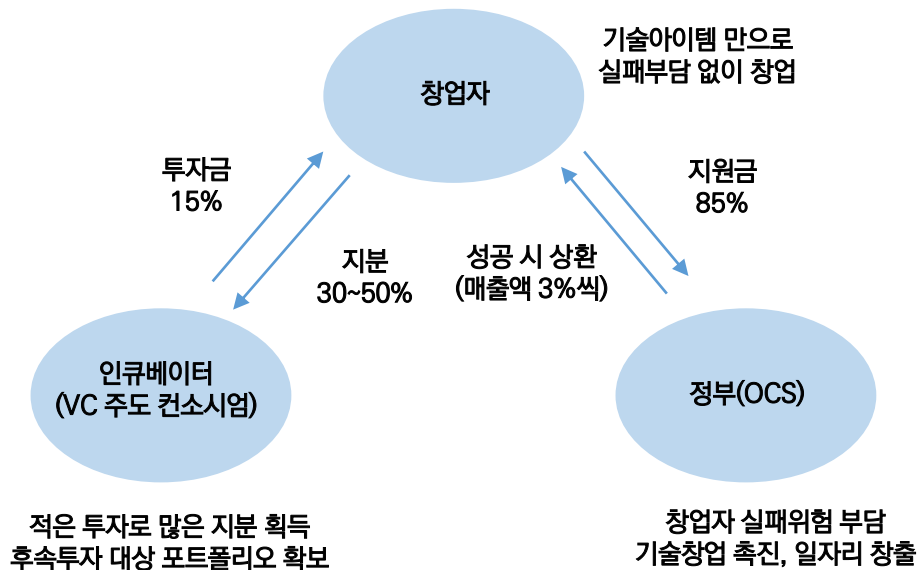 창업자
기술아이템 만으로
실패부담 없이 창업
투자금
15%
지분
30~50%
성공 시 상환
(매출액 3%씩)
지원금
85%
인큐베이터
(VC 주도 컨소시엄)
정부(OCS)
적은 투자로 많은 지분 획득
후속투자 대상 포트폴리오 확보
창업자 실패위험 부담
기술창업 촉진, 일자리 창출